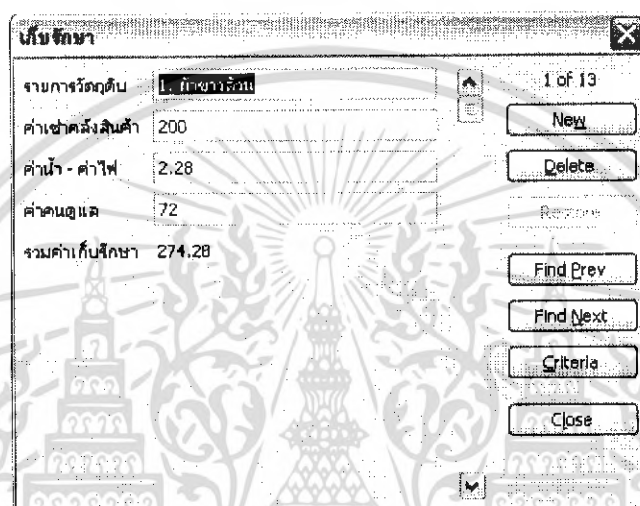 เก็บรักษา
1 of 13
รายการวัตถุดิบ 1.
ค่าเช่าคลังสินค้า 200
ค่าน้ำ - ค่าไฟ 2.28
ค่าคนดูแล 72
รวมค่าเก็บรักษา 274.28
New
Delete
Restore
Find Prev
Find Next
Criteria
Close